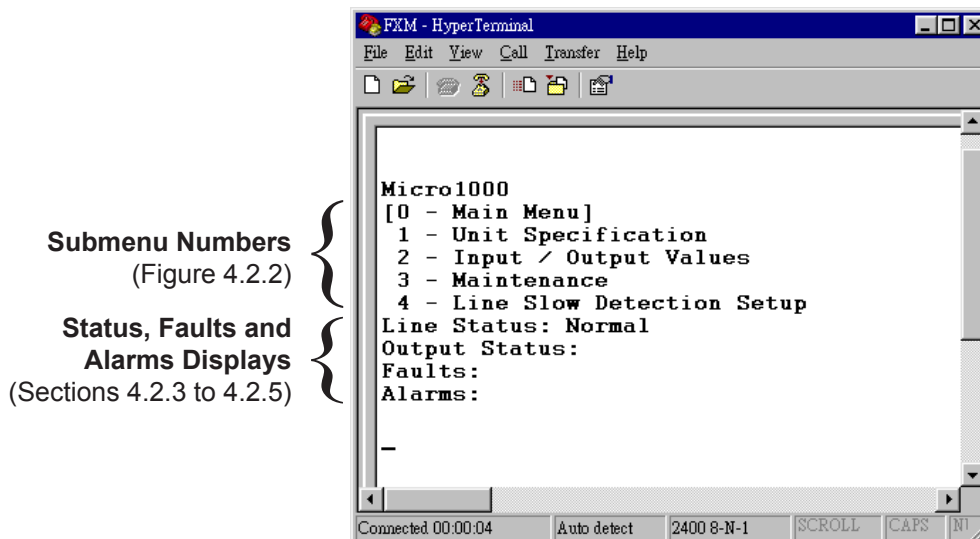 FXM - HyperTerminal
File Edit View Call Transfer Help
Micro1000
[0 - Main Menu]
1 - Unit Specification
2 - Input / Output Values
3 - Maintenance
4 - Line Slow Detection Setup
Line Status: Normal
Output Status:
Faults:
Alarms:
Submenu Numbers
(Figure 4.2.2)
Status, Faults and
Alarms Displays
(Sections 4.2.3 to 4.2.5)
Connected 00:00:04 Auto detect 2400 8-N-1 SCROLL CAPS